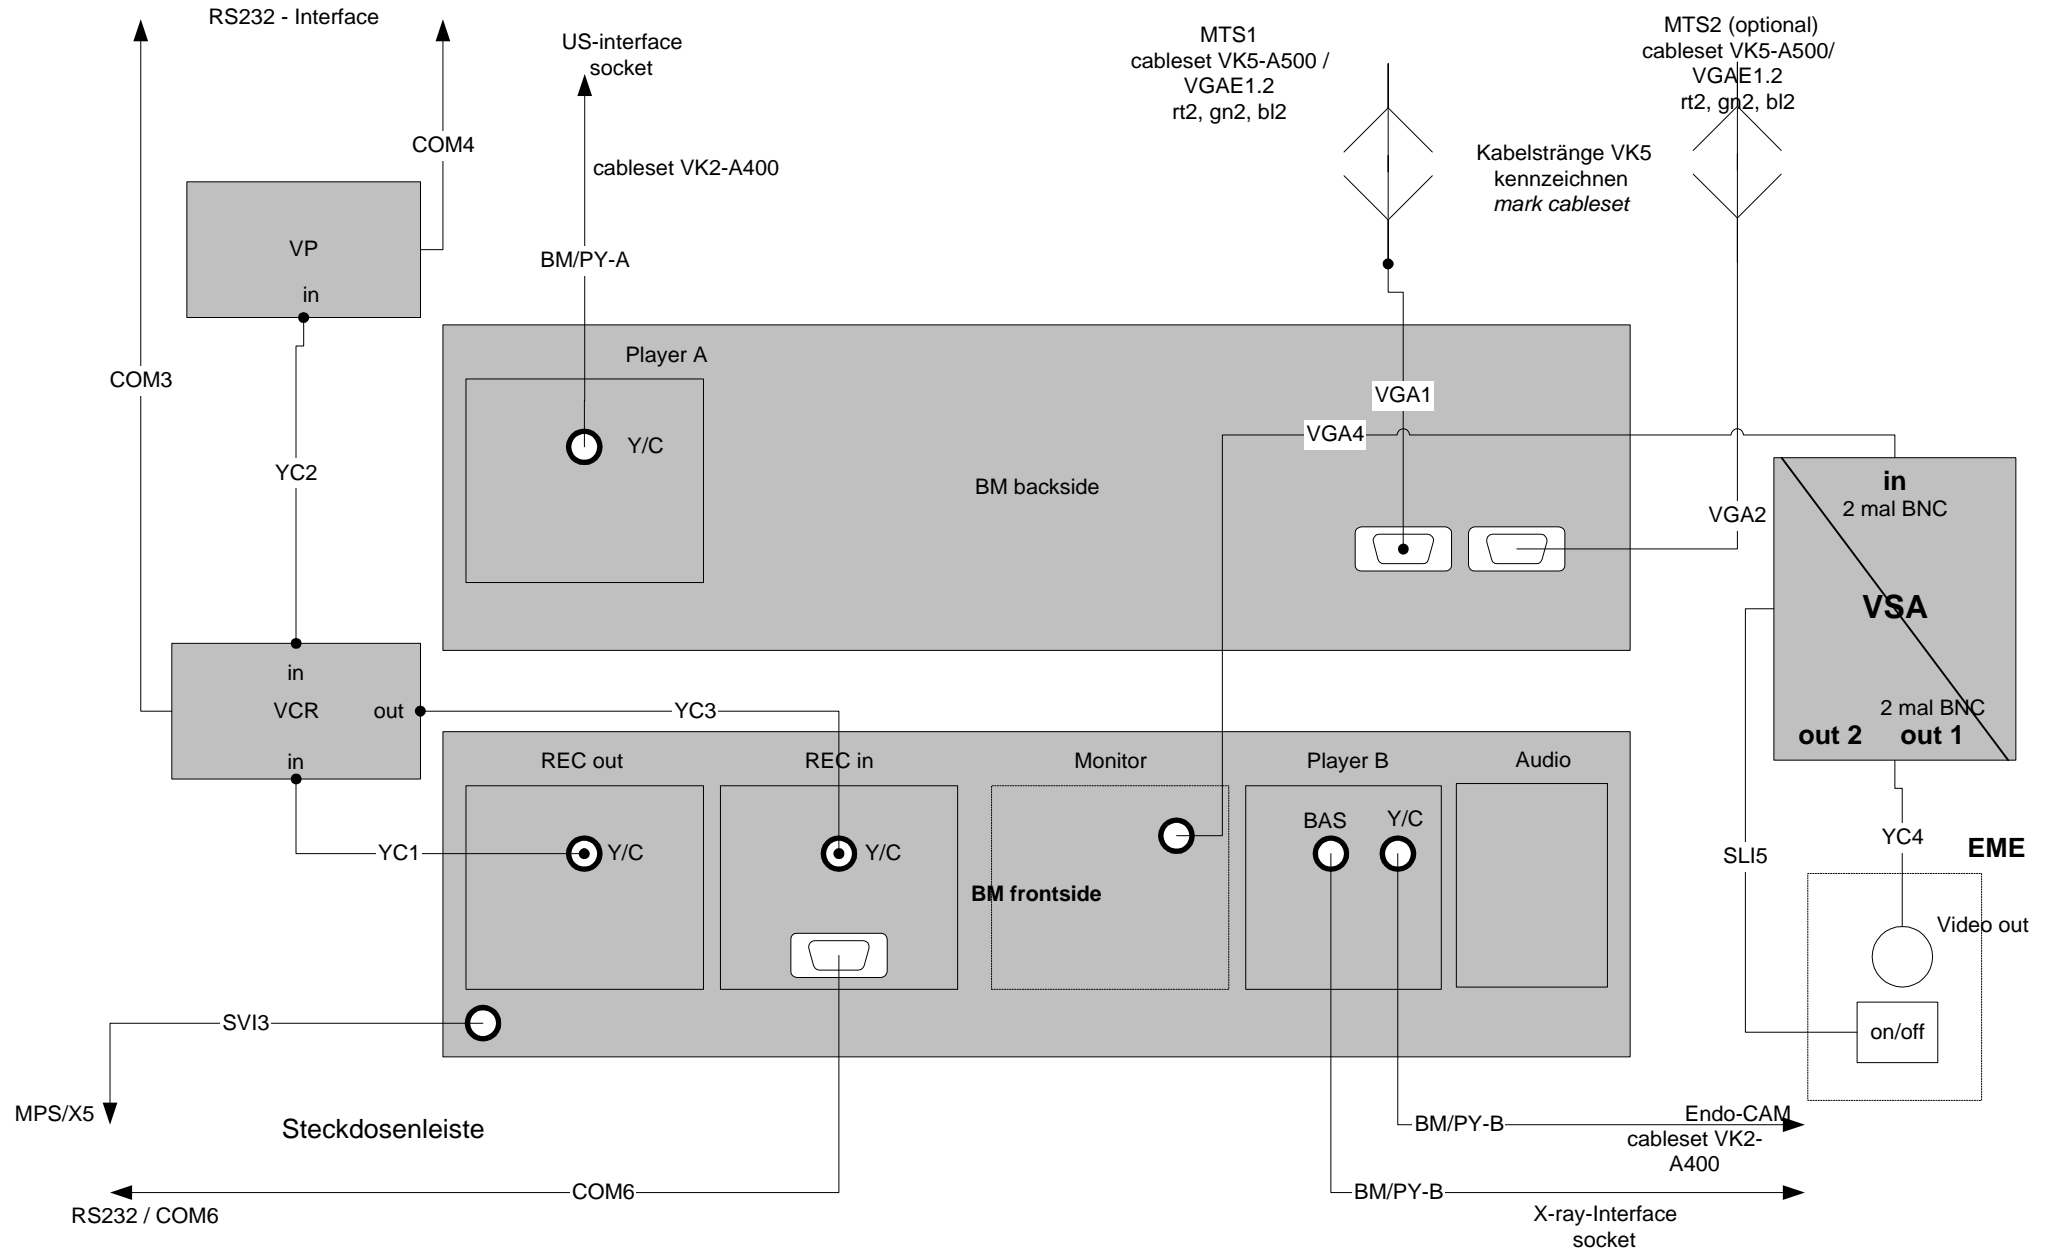 RS232 - Interface
US-interface
socket
MTS1
cableset VK5-A500 /
VGAE1.2
rt2, gn2, bl2
MTS2 (optional)
cableset VK5-A500/
VGAE1.2
rt2, gn2, bl2
COM4
cableset VK2-A400
Kabelstränge VK5
kennzeichnen
mark cableset
VP
in
BM/PY-A
COM3
Player A
VGA1
VGA4
Y/C
YC2
BM backside
VGA2
in
2 mal BNC
VSA
2 mal BNC
out 2
out 1
in
VCR
out
in
YC3
REC out
REC in
Monitor
Player B
Audio
BAS
Y/C
YC1
Y/C
Y/C
BM frontside
SLI5
YC4
EME
Video out
on/off
SVI3
MPS/X5
Steckdosenleiste
BM/PY-B
Endo-CAM
cableset VK2-
A400
COM6
BM/PY-B
RS232 / COM6
X-ray-Interface
socket